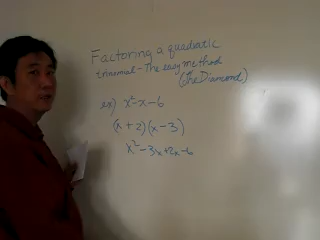 Factoring a quadratic
trinomial - The easy method
(The Diamond)
ex) x²-x-6
(x+2)(x-3)
x²-3x+2x-6